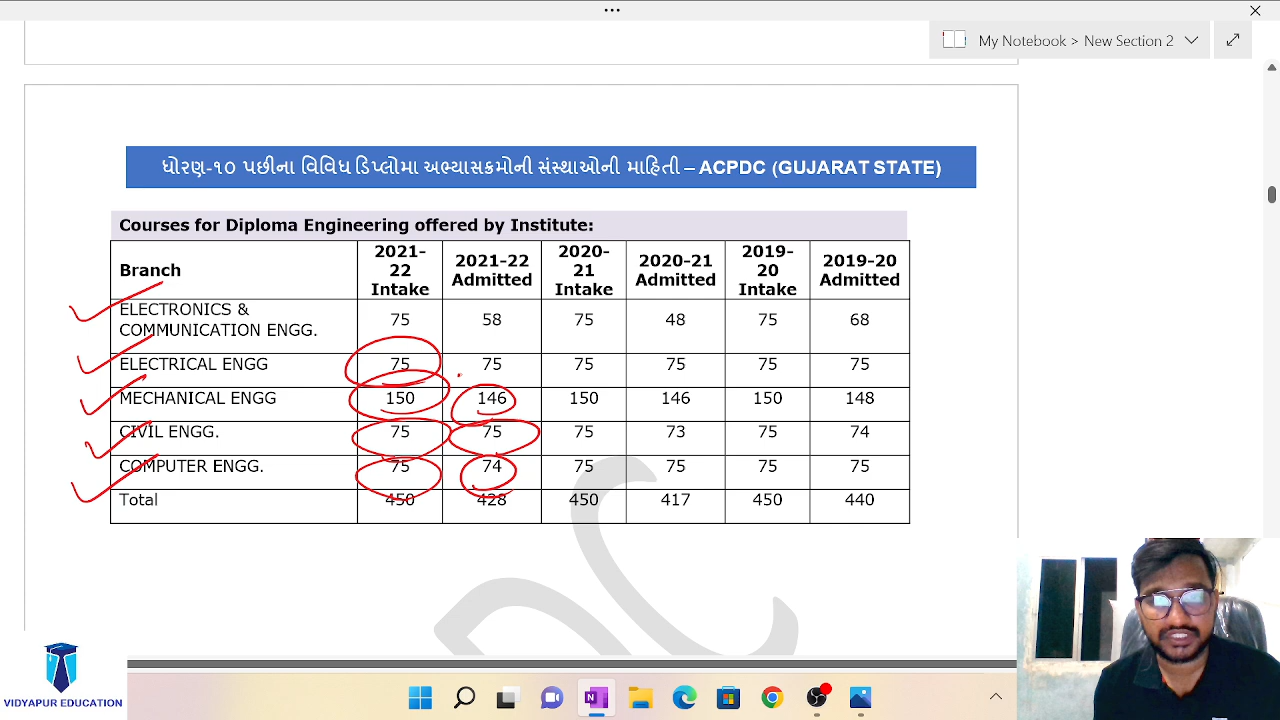 ...
My Notebook > New Section 2
ધોરણ-૧૦ પછીના વિવિધ ડિપ્લોમા અભ્યાસક્રમોની સંસ્થાઓની માહિતી – ACPDC (GUJARAT STATE)
Courses for Diploma Engineering offered by Institute:
Branch 2021-22 Intake 2021-22 Admitted 2020-21 Intake 2020-21 Admitted 2019-20 Intake 2019-20 Admitted
ELECTRONICS & COMMUNICATION ENGG. 75 58 75 48 75 68
ELECTRICAL ENGG 75 75 75 75 75 75
MECHANICAL ENGG 150 146 150 146 150 148
CIVIL ENGG. 75 75 75 73 75 74
COMPUTER ENGG. 75 74 75 75 75 75
Total 450 428 450 417 450 440
VIDYAPUR EDUCATION